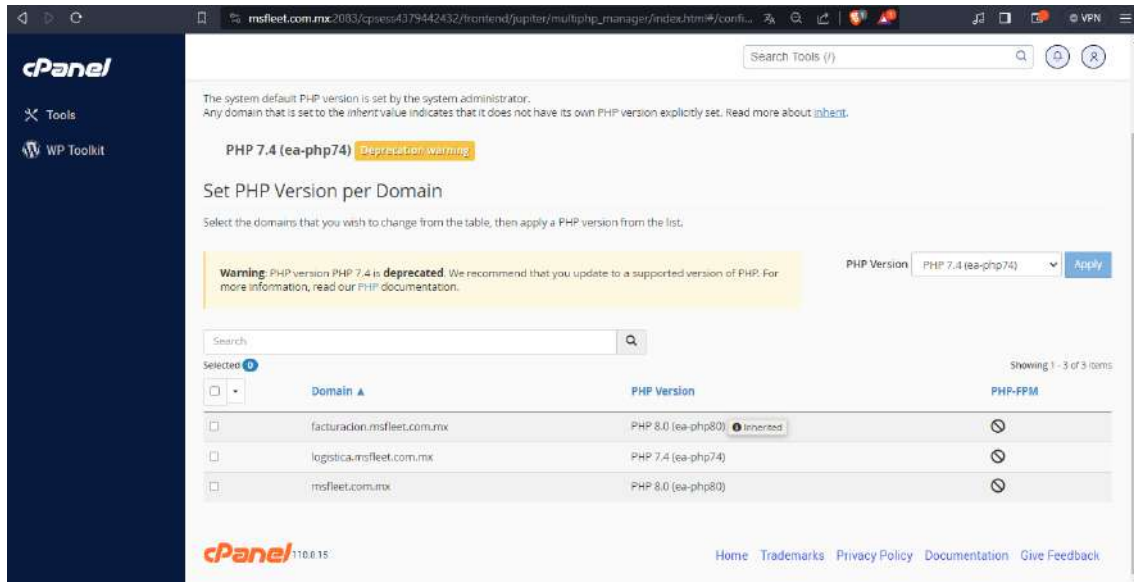 msfleet.com.mx:2083/cpsess4379442432/frontend/jupiter/multiphp_manager/index.html#/confi...
VPN
cPanel
Search Tools (/)
Tools
WP Toolkit
The system default PHP version is set by the system administrator.
Any domain that is set to the inherit value indicates that it does not have its own PHP version explicitly set. Read more about inherit.
PHP 7.4 (ea-php74) Deprecation warning
Set PHP Version per Domain
Select the domains that you wish to change from the table, then apply a PHP version from the list.
Warning: PHP version PHP 7.4 is deprecated. We recommend that you update to a supported version of PHP. For
more information, read our PHP documentation.
PHP Version PHP 7.4 (ea-php74) Apply
Search
Selected 0
Showing 1 - 3 of 3 items
Domain PHP Version PHP-FPM
facturacion.msfleet.com.mx PHP 8.0 (ea-php80) Inherited
logistica.msfleet.com.mx PHP 7.4 (ea-php74)
msfleet.com.mx PHP 8.0 (ea-php80)
cPanel 110.0.15
Home Trademarks Privacy Policy Documentation Give Feedback